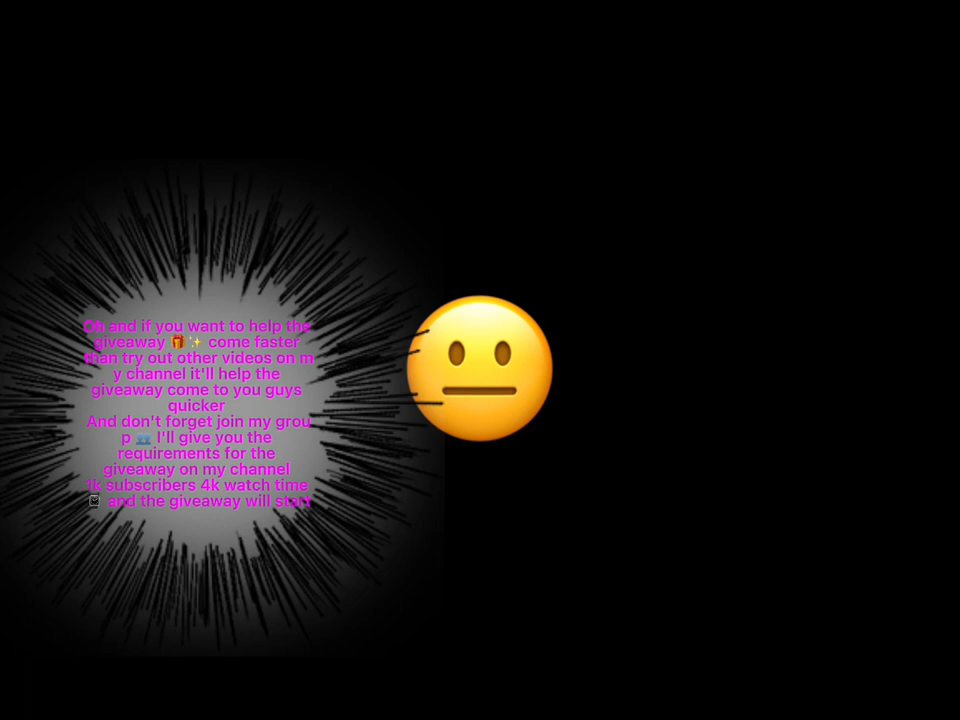 Oh and if you want to help the
giveaway 🎁✨ come faster
than try out other videos on m
y channel it'll help the
giveaway come to you guys
quicker
And don't forget join my grou
p 👥 I'll give you the
requirements for the
giveaway on my channel
1k subscribers 4k watch time
⌚ and the giveaway will start